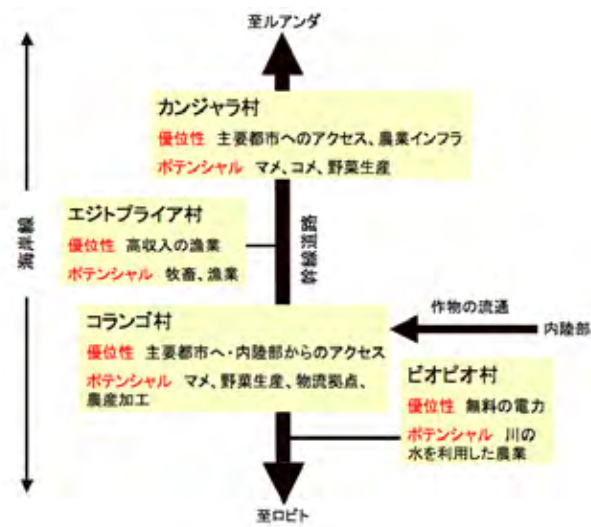 至ルアンダ
カンジャラ村
優位性 主要都市へのアクセス、農業インフラ
ポテンシャル マメ、コメ、野菜生産
エジトプライア村
優位性 高収入の漁業
ポテンシャル 牧畜、漁業
海岸線
幹線道路
コランゴ村
優位性 主要都市へ・内陸部からのアクセス
ポテンシャル マメ、野菜生産、物流拠点、
農産加工
作物の流通
内陸部
ビオピオ村
優位性 無料の電力
ポテンシャル 川の
水を利用した農業
至ロビト